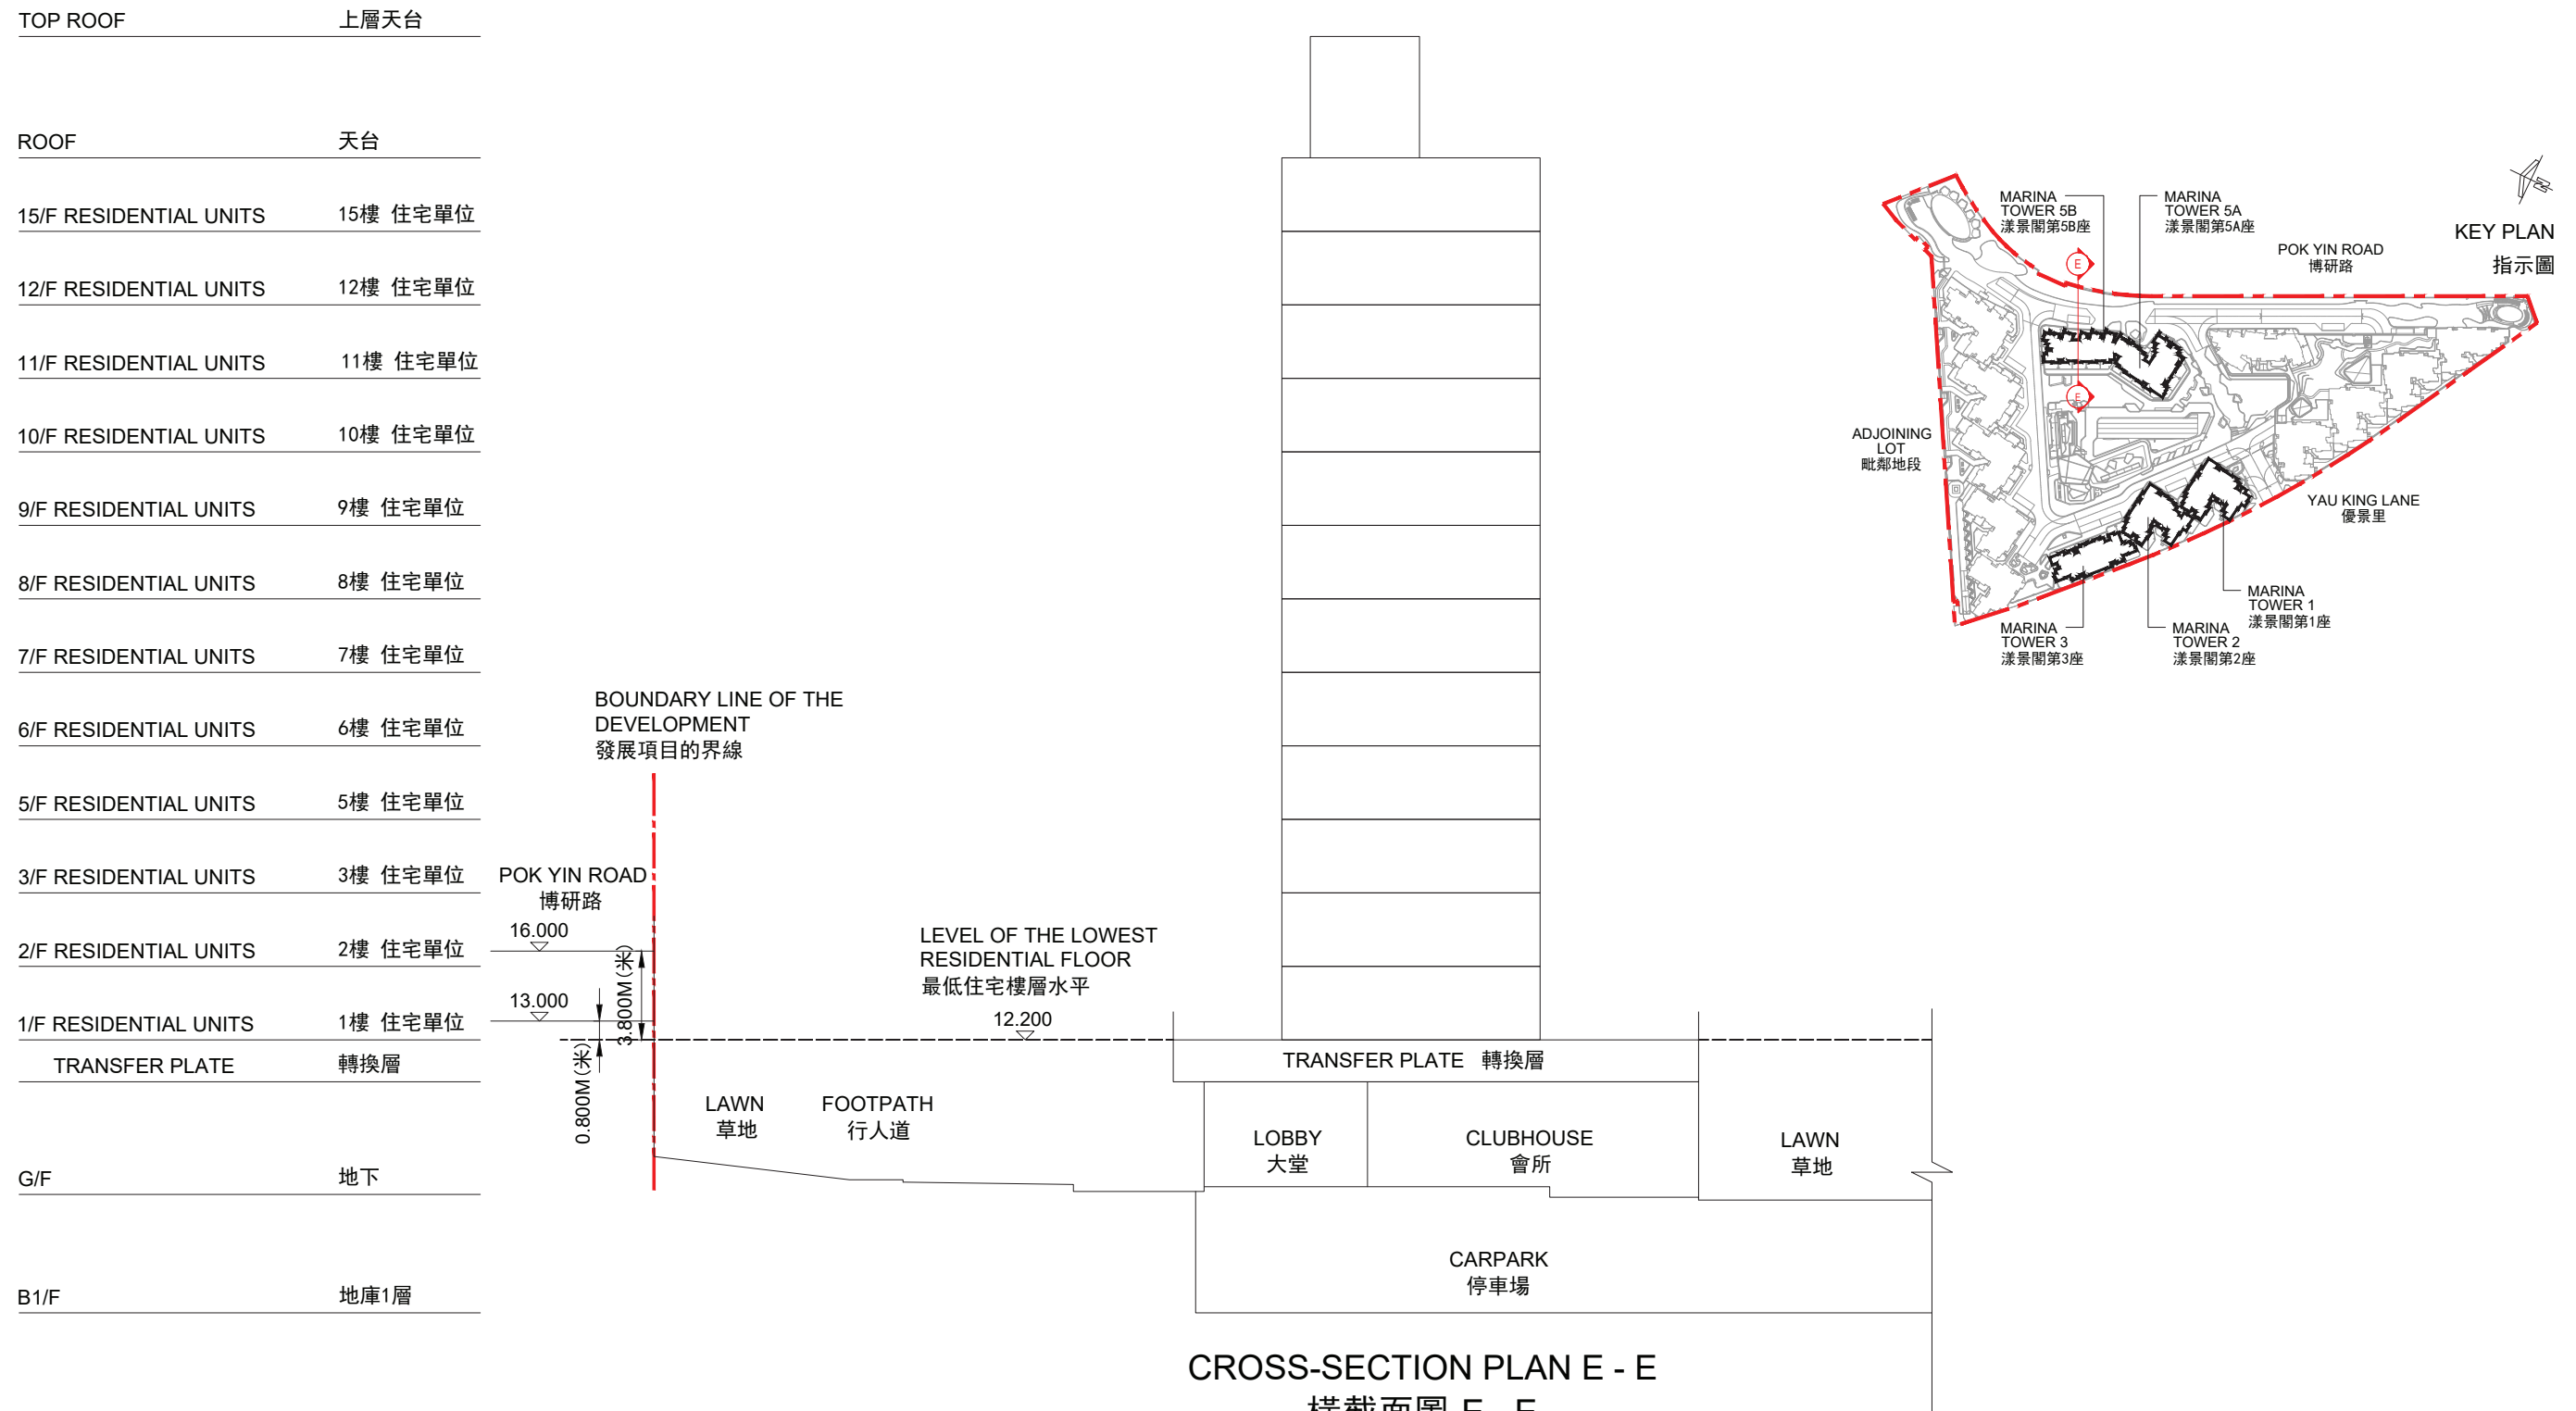 TOP ROOF 上層天台
ROOF 天台
15/F RESIDENTIAL UNITS 15樓 住宅單位
12/F RESIDENTIAL UNITS 12樓 住宅單位
11/F RESIDENTIAL UNITS 11樓 住宅單位
10/F RESIDENTIAL UNITS 10樓 住宅單位
9/F RESIDENTIAL UNITS 9樓 住宅單位
8/F RESIDENTIAL UNITS 8樓 住宅單位
7/F RESIDENTIAL UNITS 7樓 住宅單位
6/F RESIDENTIAL UNITS 6樓 住宅單位
5/F RESIDENTIAL UNITS 5樓 住宅單位
3/F RESIDENTIAL UNITS 3樓 住宅單位
2/F RESIDENTIAL UNITS 2樓 住宅單位
1/F RESIDENTIAL UNITS 1樓 住宅單位
TRANSFER PLATE 轉換層
G/F 地下
B1/F 地庫1層
BOUNDARY LINE OF THE
DEVELOPMENT
發展項目的界線
POK YIN ROAD
博研路
16.000
13.000
3.800M(米)
0.800M(米)
LEVEL OF THE LOWEST
RESIDENTIAL FLOOR
最低住宅樓層水平
12.200
TRANSFER PLATE 轉換層
LAWN
草地
FOOTPATH
行人道
LOBBY
大堂
CLUBHOUSE
會所
LAWN
草地
CARPARK
停車場
CROSS-SECTION PLAN E - E
橫截面圖 E - E
N
KEY PLAN
指示圖
MARINA
TOWER 5B
漾景閣第5B座
MARINA
TOWER 5A
漾景閣第5A座
POK YIN ROAD
博研路
E
E
ADJOINING
LOT
毗鄰地段
YAU KING LANE
優景里
MARINA
TOWER 1
漾景閣第1座
MARINA
TOWER 2
漾景閣第2座
MARINA
TOWER 3
漾景閣第3座